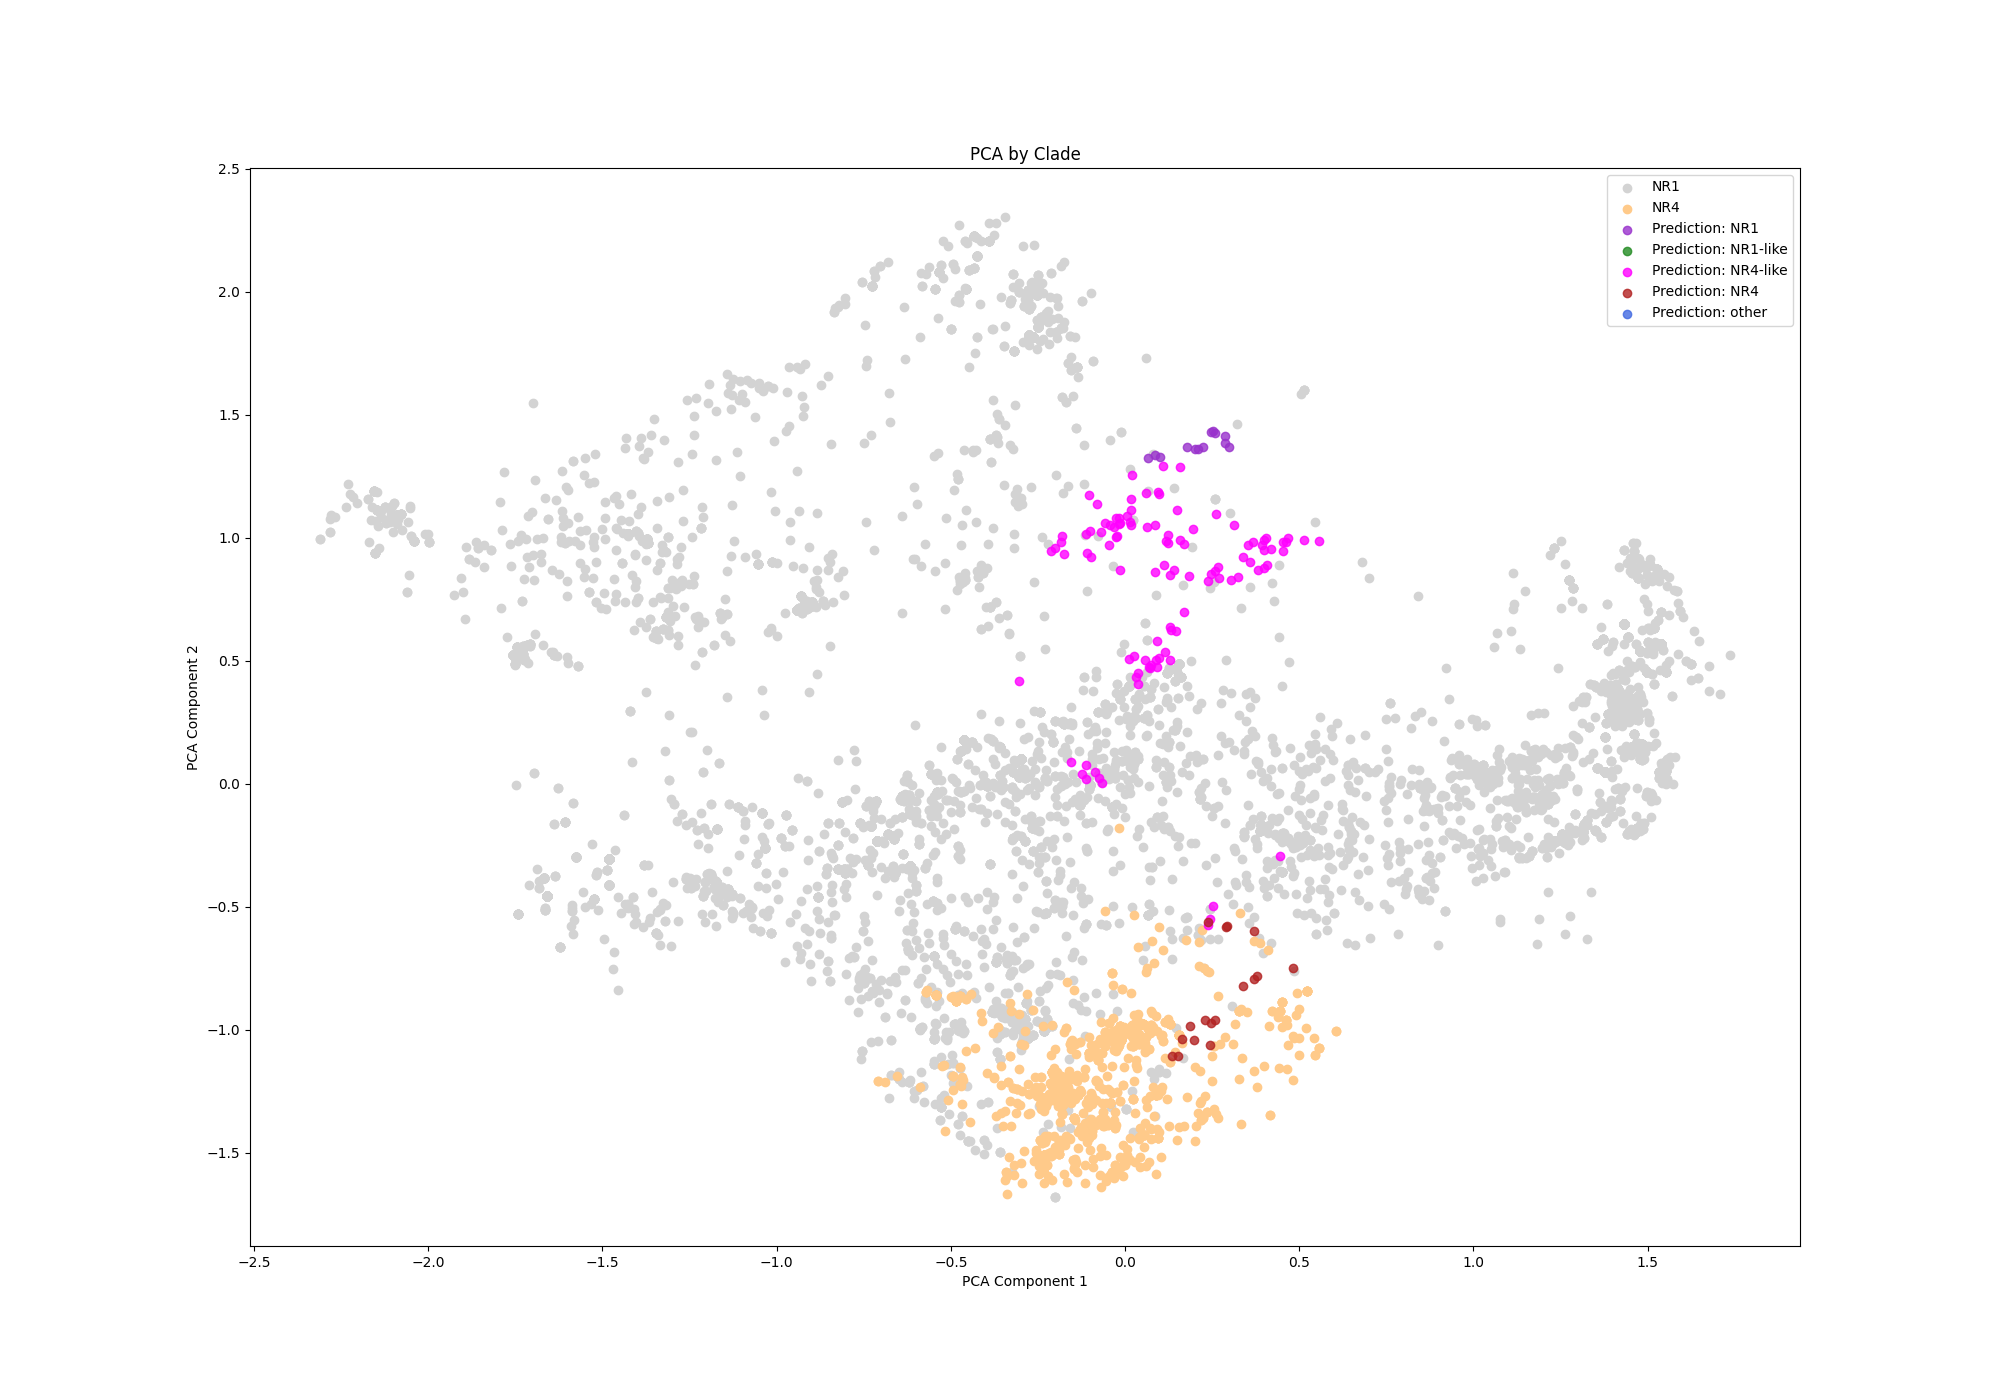 PCA by Clade
2.5
2.0
1.5
1.0
0.5
0.0
−0.5
−1.0
−1.5
PCA Component 2
NR1
NR4
Prediction: NR1
Prediction: NR1-like
Prediction: NR4-like
Prediction: NR4
Prediction: other
−2.5 −2.0 −1.5 −1.0 −0.5 0.0 0.5 1.0 1.5
PCA Component 1